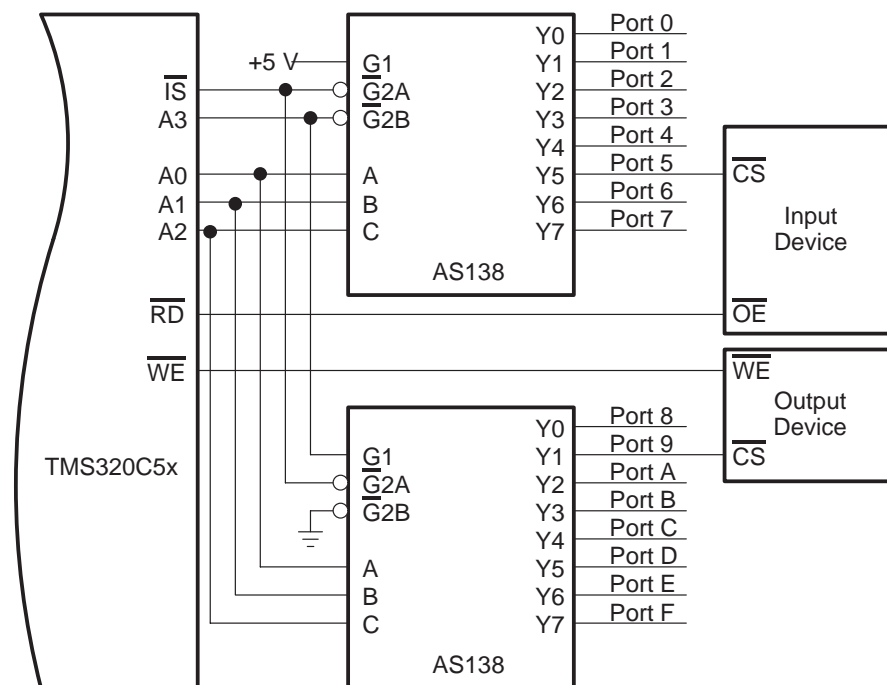 +5 V
G1
Y0
Port 0
Y1
Port 1
IS
G2A
Y2
Port 2
A3
G2B
Y3
Port 3
Y4
Port 4
A0
A
Y5
Port 5
CS
A1
B
Y6
Port 6
A2
C
Y7
Port 7
Input
Device
AS138
RD
OE
WE
WE
Output
Device
TMS320C5x
Y0
Port 8
G1
Y1
Port 9
CS
G2A
Y2
Port A
G2B
Y3
Port B
Y4
Port C
A
Y5
Port D
B
Y6
Port E
C
Y7
Port F
AS138